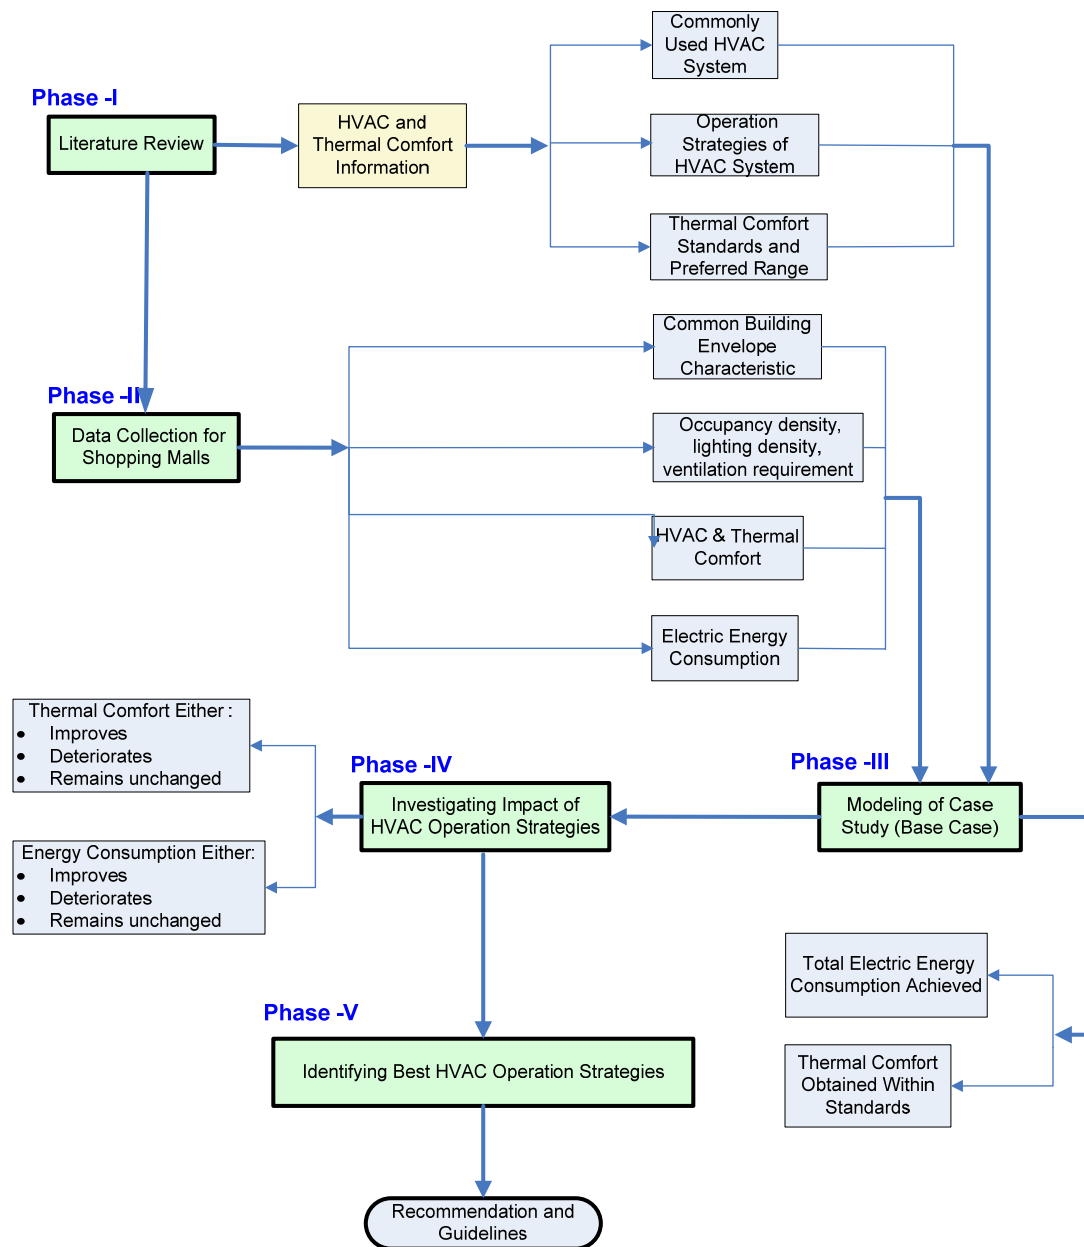 Commonly
Used HVAC
System
Phase -I
Literature Review
HVAC and
Thermal Comfort
Information
Operation
Strategies of
HVAC System
Thermal Comfort
Standards and
Preferred Range
Common Building
Envelope
Characteristic
Phase -II
Data Collection for
Shopping Malls
Occupancy density,
lighting density,
ventilation requirement
HVAC & Thermal
Comfort
Electric Energy
Consumption
Thermal Comfort Either :
• Improves
• Deteriorates
• Remains unchanged
Phase -IV
Investigating Impact of
HVAC Operation Strategies
Phase -III
Modeling of Case
Study (Base Case)
Energy Consumption Either:
• Improves
• Deteriorates
• Remains unchanged
Total Electric Energy
Consumption Achieved
Thermal Comfort
Obtained Within
Standards
Phase -V
Identifying Best HVAC Operation Strategies
Recommendation and
Guidelines